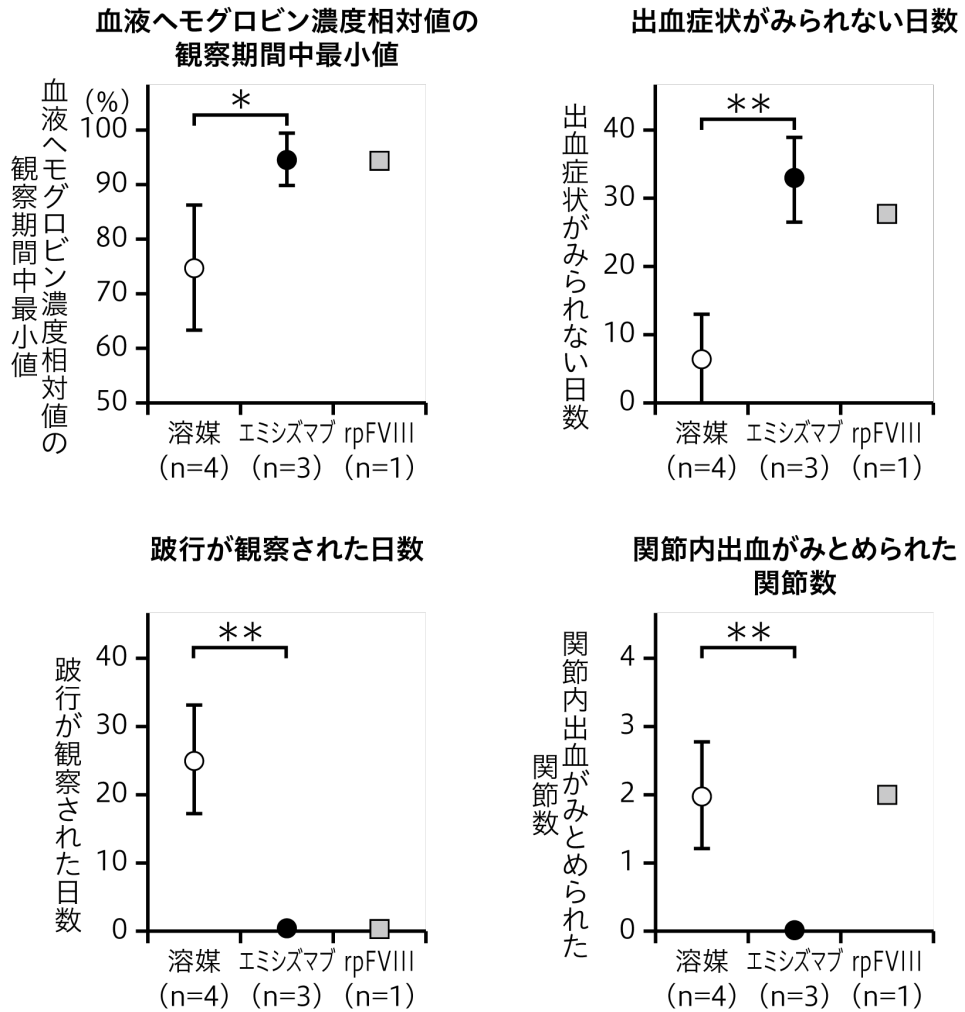 血液ヘモグロビン濃度相対値の
観察期間中最小値
血液ヘモグロビン濃度相対値の
観察期間中最小値
(%)
100
90
80
70
60
50
*
溶媒 エミシズマブ rpFVIII
(n=4) (n=3) (n=1)
出血症状がみられない日数
出血症状がみられない日数
40
30
20
10
0
**
溶媒 エミシズマブ rpFVIII
(n=4) (n=3) (n=1)
跛行が観察された日数
跛行が観察された日数
40
30
20
10
0
**
溶媒 エミシズマブ rpFVIII
(n=4) (n=3) (n=1)
関節内出血がみとめられた
関節数
関節内出血がみとめられた
関節数
4
3
2
1
0
**
溶媒 エミシズマブ rpFVIII
(n=4) (n=3) (n=1)